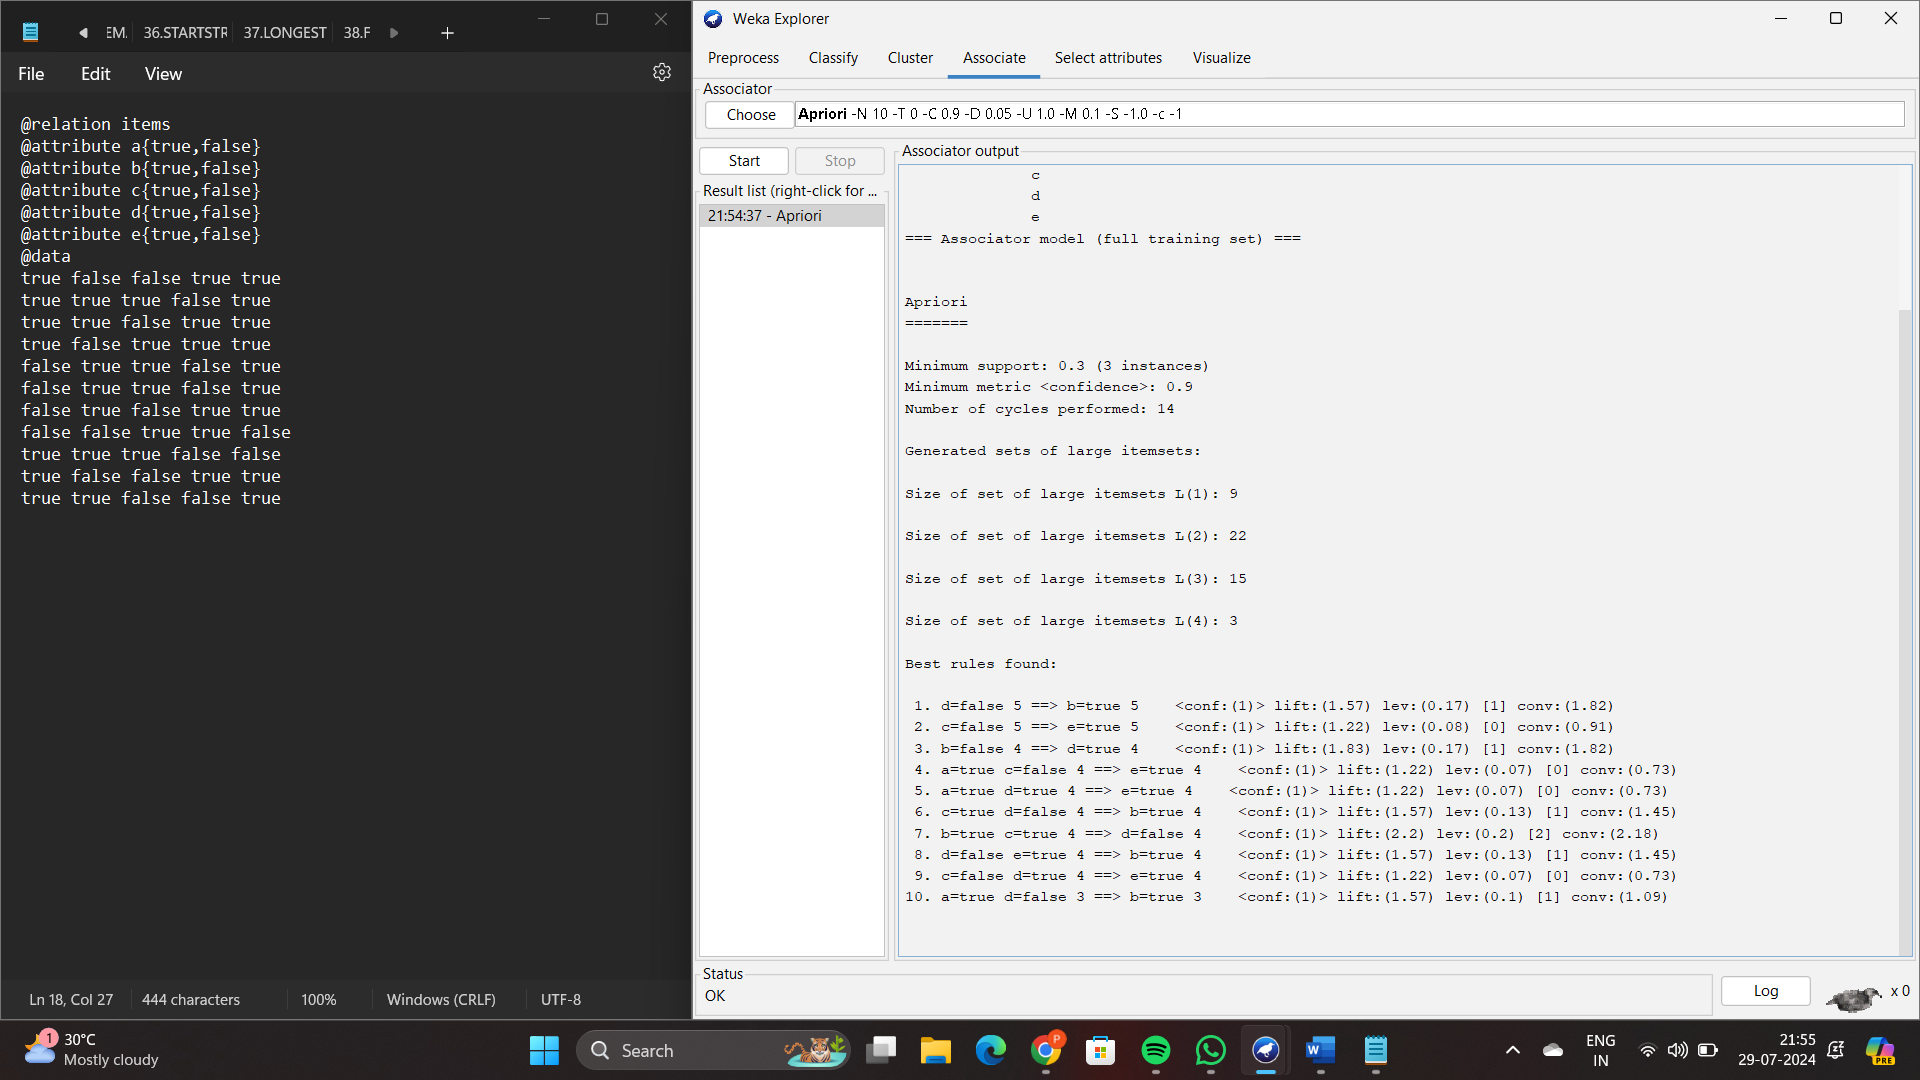 EM. 36.STARTSTR 37.LONGEST 38.F
File Edit View
@relation items
@attribute a{true,false}
@attribute b{true,false}
@attribute c{true,false}
@attribute d{true,false}
@attribute e{true,false}
@data
true false false true true
true true true false true
true true false true true
true false true true true
false true true false true
false true true false true
false true false true true
false false true true false
true true true false false
true false false true true
true true false false true
Ln 18, Col 27 444 characters 100% Windows (CRLF) UTF-8
Weka Explorer
Preprocess Classify Cluster Associate Select attributes Visualize
Associator
Choose Apriori -N 10 -T 0 -C 0.9 -D 0.05 -U 1.0 -M 0.1 -S -1.0 -c -1
Start Stop
Result list (right-click for ...
21:54:37 - Apriori
Associator output
c
d
e
=== Associator model (full training set) ===
Apriori
=======
Minimum support: 0.3 (3 instances)
Minimum metric <confidence>: 0.9
Number of cycles performed: 14
Generated sets of large itemsets:
Size of set of large itemsets L(1): 9
Size of set of large itemsets L(2): 22
Size of set of large itemsets L(3): 15
Size of set of large itemsets L(4): 3
Best rules found:
1. d=false 5 ==> b=true 5 <conf:(1)> lift:(1.57) lev:(0.17) [1] conv:(1.82)
2. c=false 5 ==> e=true 5 <conf:(1)> lift:(1.22) lev:(0.08) [0] conv:(0.91)
3. b=false 4 ==> d=true 4 <conf:(1)> lift:(1.83) lev:(0.17) [1] conv:(1.82)
4. a=true c=false 4 ==> e=true 4 <conf:(1)> lift:(1.22) lev:(0.07) [0] conv:(0.73)
5. a=true d=true 4 ==> e=true 4 <conf:(1)> lift:(1.22) lev:(0.07) [0] conv:(0.73)
6. c=true d=false 4 ==> b=true 4 <conf:(1)> lift:(1.57) lev:(0.13) [1] conv:(1.45)
7. b=true c=true 4 ==> d=false 4 <conf:(1)> lift:(2.2) lev:(0.2) [2] conv:(2.18)
8. d=false e=true 4 ==> b=true 4 <conf:(1)> lift:(1.57) lev:(0.13) [1] conv:(1.45)
9. c=false d=true 4 ==> e=true 4 <conf:(1)> lift:(1.22) lev:(0.07) [0] conv:(0.73)
10. a=true d=false 3 ==> b=true 3 <conf:(1)> lift:(1.57) lev:(0.1) [1] conv:(1.09)
Status
OK
Log
x 0
1 30°C
Mostly cloudy
Search
P
W
ENG
IN
21:55
29-07-2024
PRE